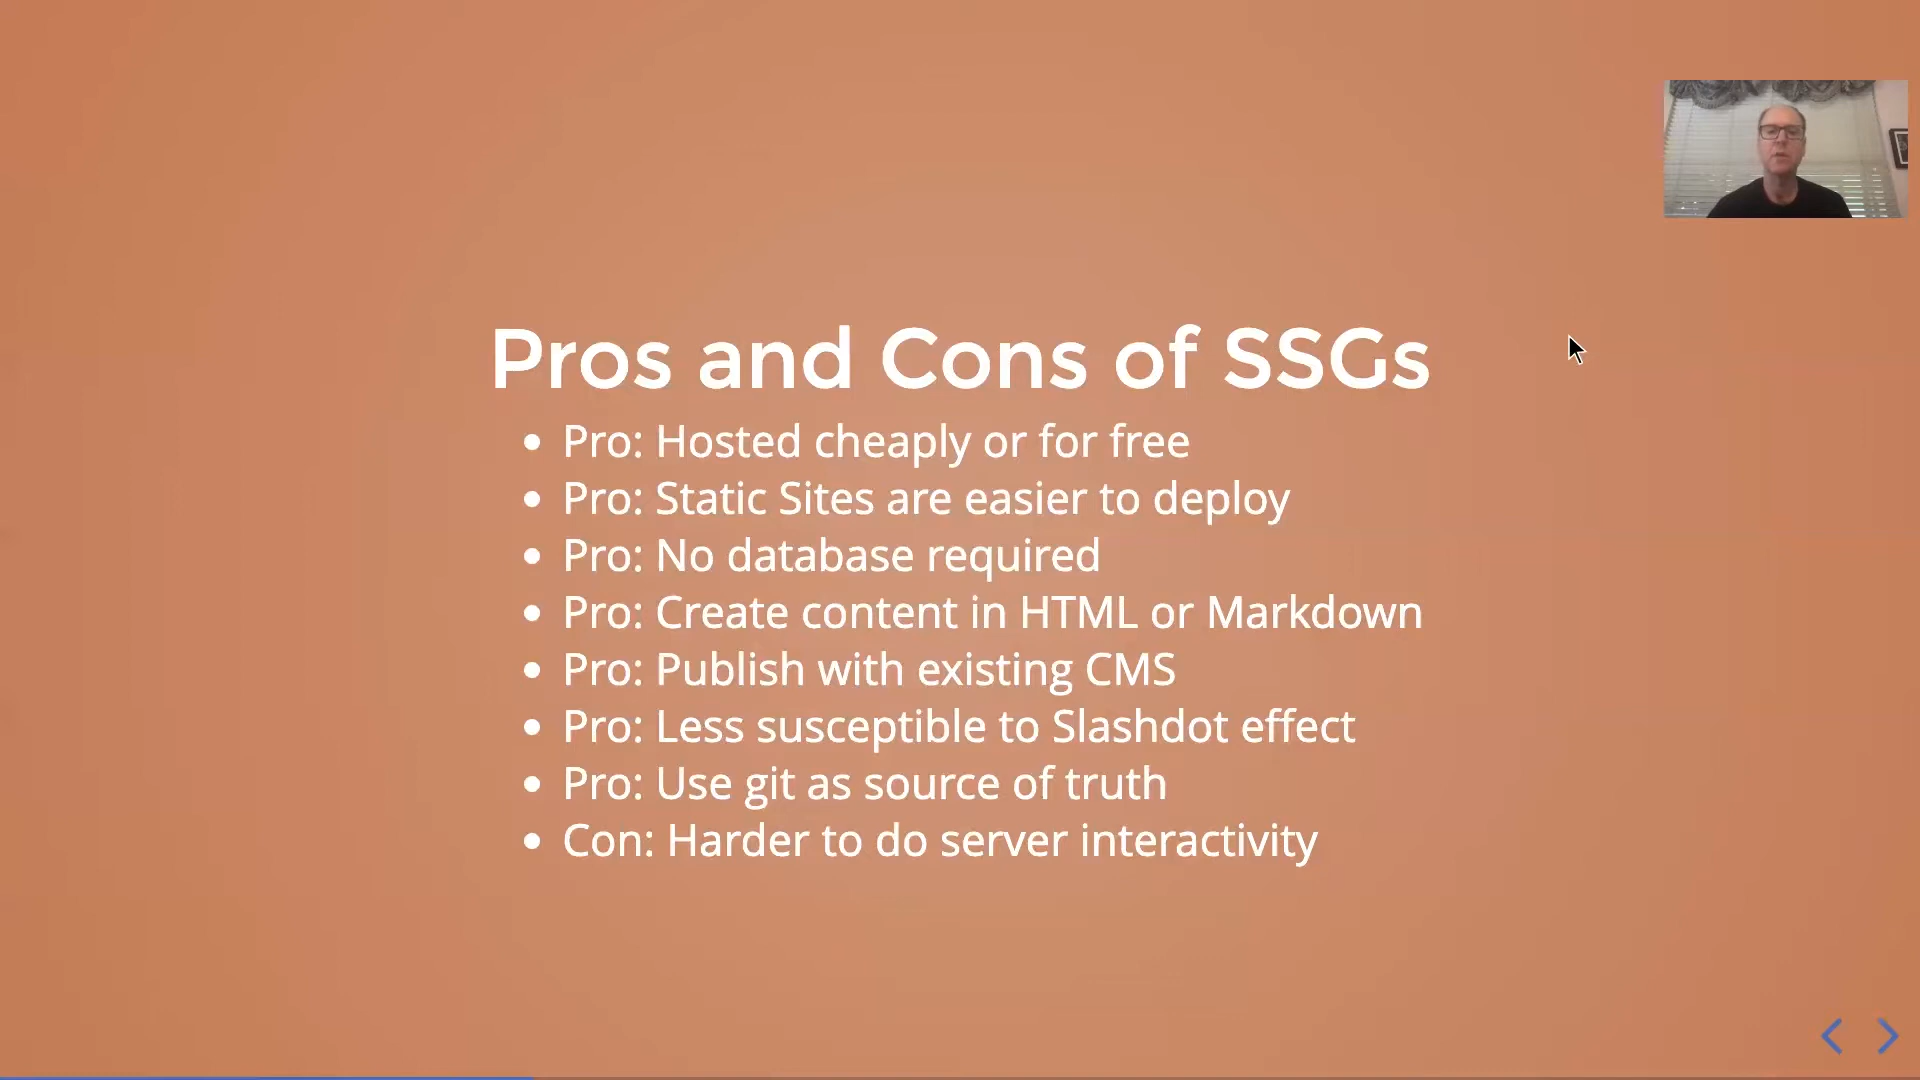 Pros and Cons of SSGs
Pro: Hosted cheaply or for free
Pro: Static Sites are easier to deploy
Pro: No database required
Pro: Create content in HTML or Markdown
Pro: Publish with existing CMS
Pro: Less susceptible to Slashdot effect
Pro: Use git as source of truth
Con: Harder to do server interactivity